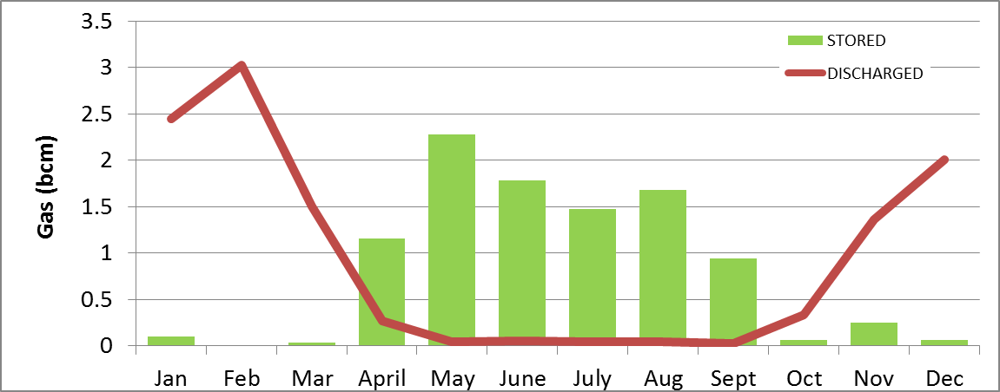 3.5
3
2.5
2
1.5
1
0.5
0
Gas (bcm)
STORED
DISCHARGED
Jan Feb Mar April May June July Aug Sept Oct Nov Dec